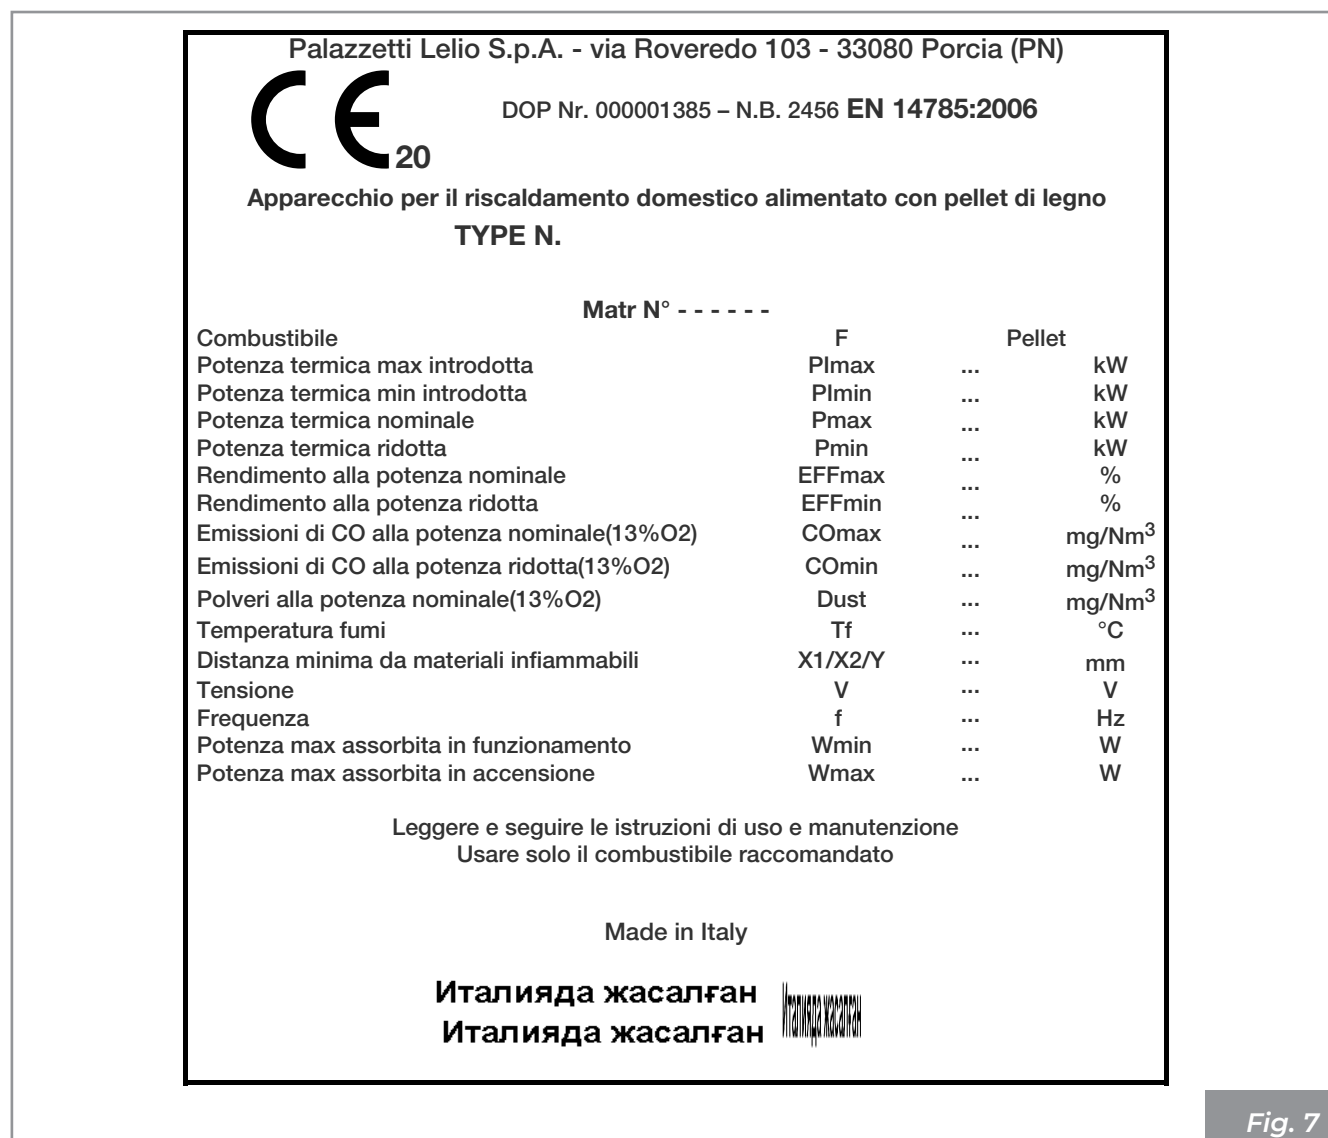 Palazzetti Lelio S.p.A. - via Roveredo 103 - 33080 Porcia (PN)
CE 20
DOP Nr. 000001385 – N.B. 2456 EN 14785:2006
Apparecchio per il riscaldamento domestico alimentato con pellet di legno
TYPE N.
Matr N° - - - - - -
Combustibile F Pellet
Potenza termica max introdotta PImax ... kW
Potenza termica min introdotta PImin ... kW
Potenza termica nominale Pmax ... kW
Potenza termica ridotta Pmin ... kW
Rendimento alla potenza nominale EFFmax ... %
Rendimento alla potenza ridotta EFFmin ... %
Emissioni di CO alla potenza nominale(13%O2) COmax ... mg/Nm³
Emissioni di CO alla potenza ridotta(13%O2) COmin ... mg/Nm³
Polveri alla potenza nominale(13%O2) Dust ... mg/Nm³
Temperatura fumi Tf ... °C
Distanza minima da materiali infiammabili X1/X2/Y ... mm
Tensione V ... V
Frequenza f ... Hz
Potenza max assorbita in funzionamento Wmin ... W
Potenza max assorbita in accensione Wmax ... W
Leggere e seguire le istruzioni di uso e manutenzione
Usare solo il combustibile raccomandato
Made in Italy
Италияда жасалған Италияда жасалған
Италияда жасалған
Fig. 7